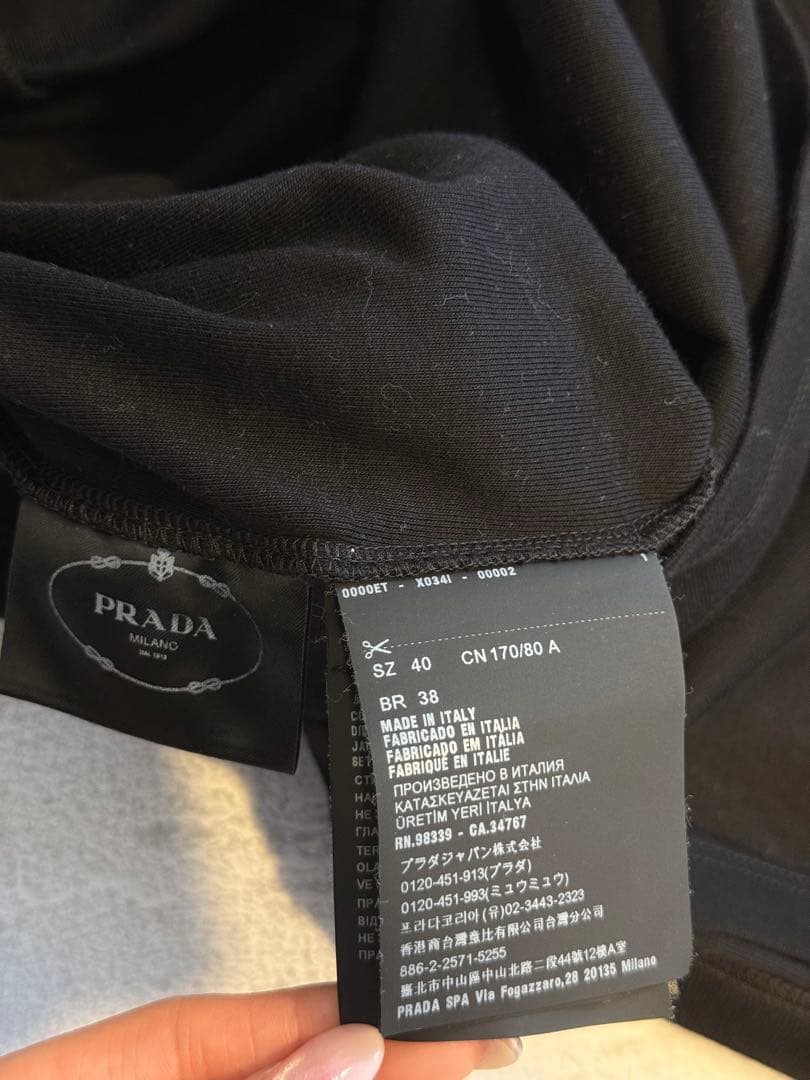 PRADA
MILANO
DAL 1913
0000ET - X034I - 00002
SZ 40 CN 170/80 A
BR 38
MADE IN ITALY
FABRICADO EN ITALIA
FABRICADO EM ITÁLIA
FABRIQUÉ EN ITALIE
ПРОИЗВЕДЕНО В ИТАЛИЯ
ΚΑΤΑΣΚΕΥΑΖΕΤΑΙ ΣΤΗΝ ΙΤΑΛΙΑ
ÜRETİM YERİ İTALYA
RN.98339 - CA.34767
プラダジャパン株式会社
0120-451-913(プラダ)
0120-451-993(ミュウミュウ)
프라다코리아 (유)02-3443-2323
香港商台灣意比有限公司台灣分公司
886-2-2571-5255
臺北市中山區中山北路二段44號12樓A室
PRADA SPA Via Fogazzaro,28 20135 Milano